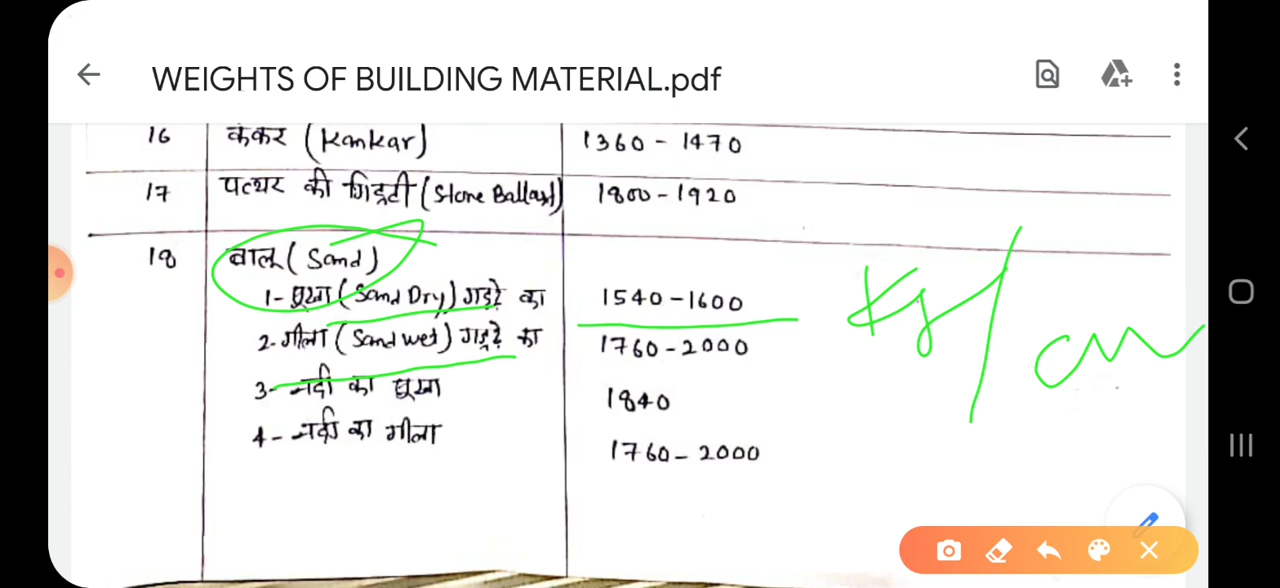 WEIGHTS OF BUILDING MATERIAL.pdf
16 कंकर (Kankar) 1360 - 1470
17 पत्थर की गिट्टी (Stone Ballast) 1800 - 1920
18 बालू (Sand)
1- सूखा (Sand Dry) गड्ढे का 1540 - 1600
2- गीला (Sand wet) गड्ढे का 1760 - 2000
3- नदी का सूखा 1840
4- नदी का गीला 1760 - 2000
Kg/